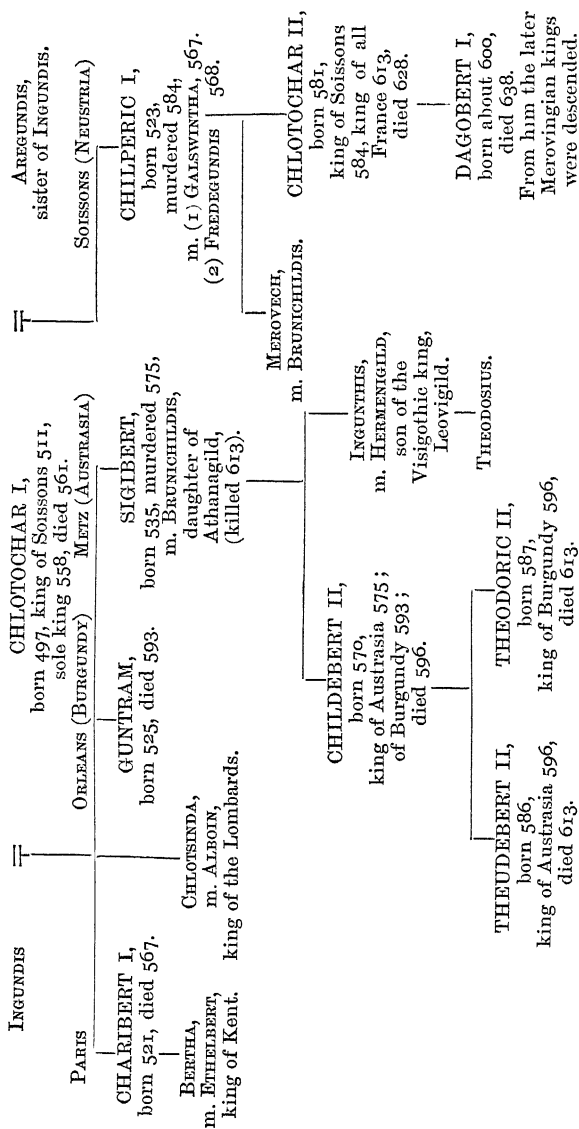 INGUNDIS
CHLOTOCHAR I,
born 497, king of Soissons 511,
sole king 558, died 561.
AREGUNDIS,
sister of INGUNDIS.
PARIS
ORLEANS (BURGUNDY)
METZ (AUSTRASIA)
SOISSONS (NEUSTRIA)
CHARIBERT I,
born 521, died 567.
BERTHA,
m. ETHELBERT,
king of Kent.
CHLOTSINDA,
m. ALBOIN,
king of the Lombards.
GUNTRAM,
born 525, died 593.
SIGIBERT,
born 535, murdered 575,
m. BRUNICHILDIS,
daughter of
Athanagild,
(killed 613).
CHILPERIC I,
born 523,
murdered 584,
m. (1) GALSWINTHA, 567.
(2) FREDEGUNDIS 568.
MEROVECH,
m. BRUNICHILDIS.
CHLOTOCHAR II,
born 581,
king of Soissons
584, king of all
France 613,
died 628.
CHILDEBERT II,
born 570,
king of Austrasia 575;
of Burgundy 593;
died 596.
INGUNTHIS,
m. HERMENIGILD,
son of the
Visigothic king,
Leovigild.
THEODOSIUS.
DAGOBERT I,
born about 600,
died 638.
From him the later
Merovingian kings
were descended.
THEUDEBERT II,
born 586,
king of Austrasia 596,
died 613.
THEODORIC II,
born 587,
king of Burgundy 596,
died 613.